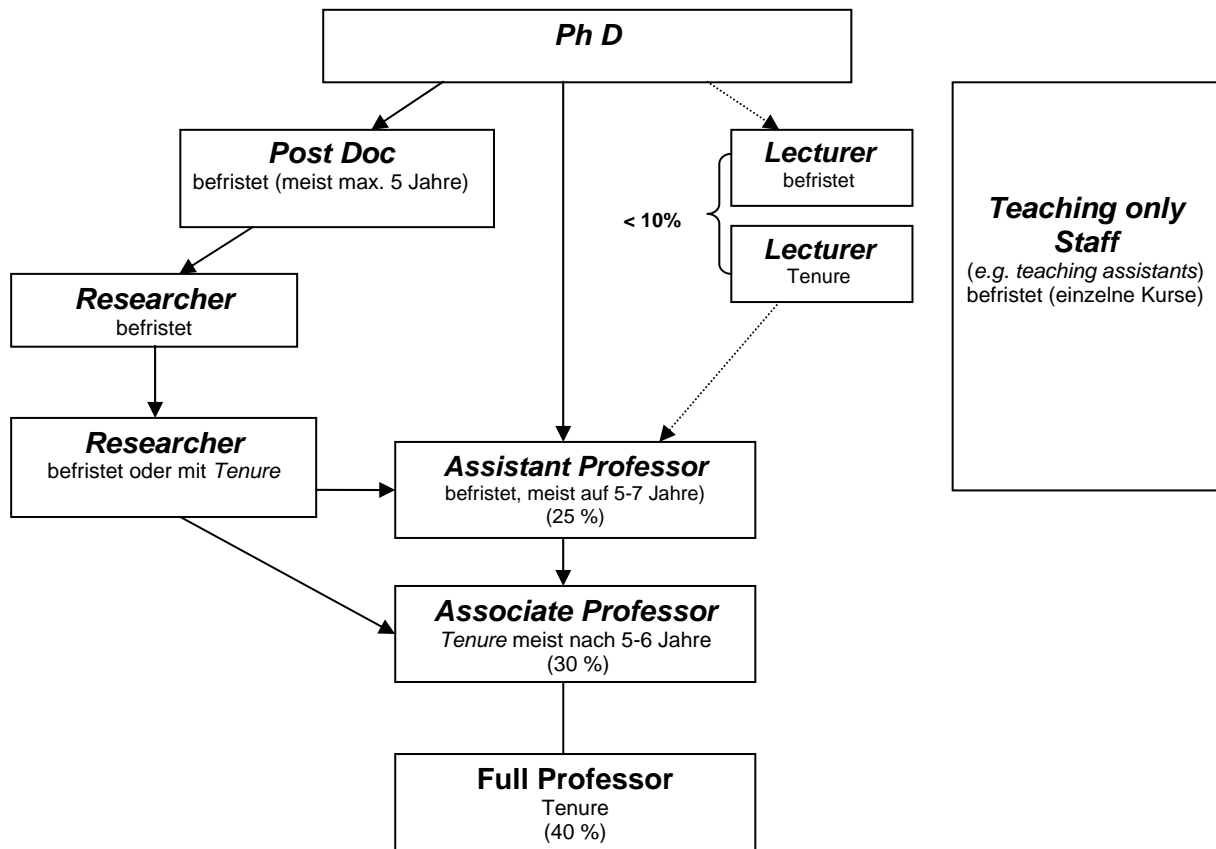 Ph D
Post Doc
befristet (meist max. 5 Jahre)
Lecturer
befristet
< 10%
Lecturer
Tenure
Teaching only
Staff
(e.g. teaching assistants)
befristet (einzelne Kurse)
Researcher
befristet
Researcher
befristet oder mit Tenure
Assistant Professor
befristet, meist auf 5-7 Jahre)
(25 %)
Associate Professor
Tenure meist nach 5-6 Jahre
(30 %)
Full Professor
Tenure
(40 %)